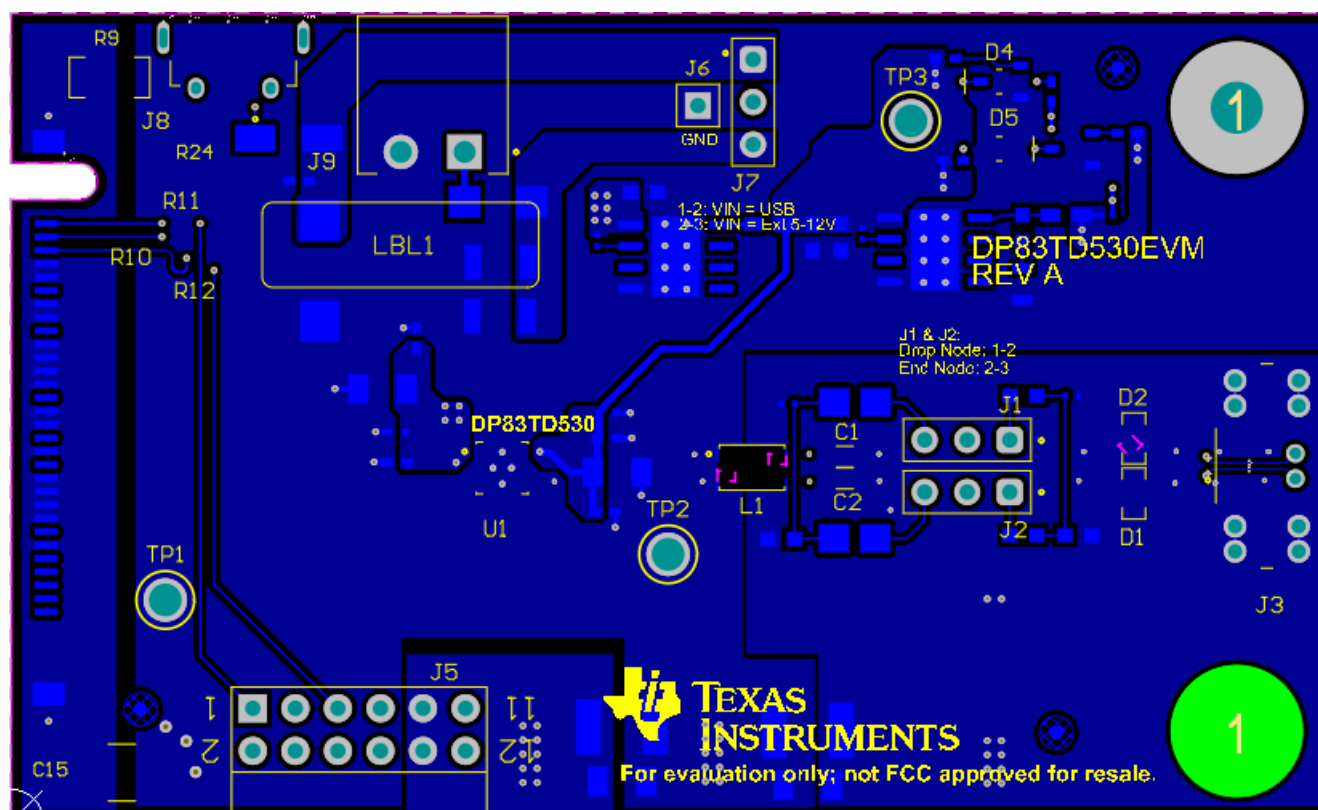 R9
J8
R24
J9
J6
GND
J7
TP3
D4
D5
1
1-2: VIN = USB
2-3: VIN = Ext 5-12V
R11
R10
R12
LBL1
DP83TD530EVM
REV A
J1 & J2:
Drop Node: 1-2
End Node: 2-3
DP83TD530
U1
TP2
L1
C1
C2
J1
J2
D2
D1
J3
TP1
J5
1
11
2
12
C15
TEXAS
INSTRUMENTS
For evaluation only; not FCC approved for resale.
1